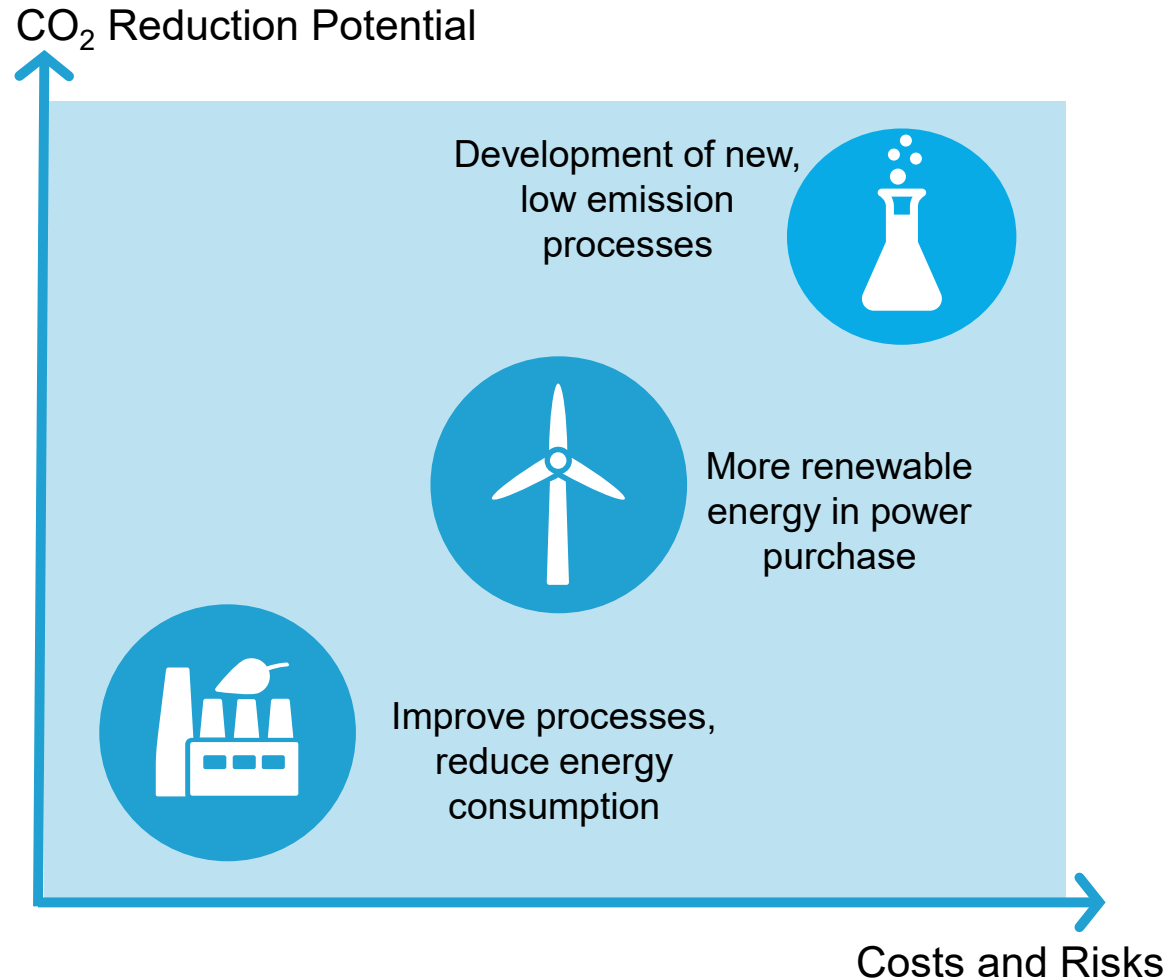 CO₂ Reduction Potential
Development of new,
low emission
processes
More renewable
energy in power
purchase
Improve processes,
reduce energy
consumption
Costs and Risks